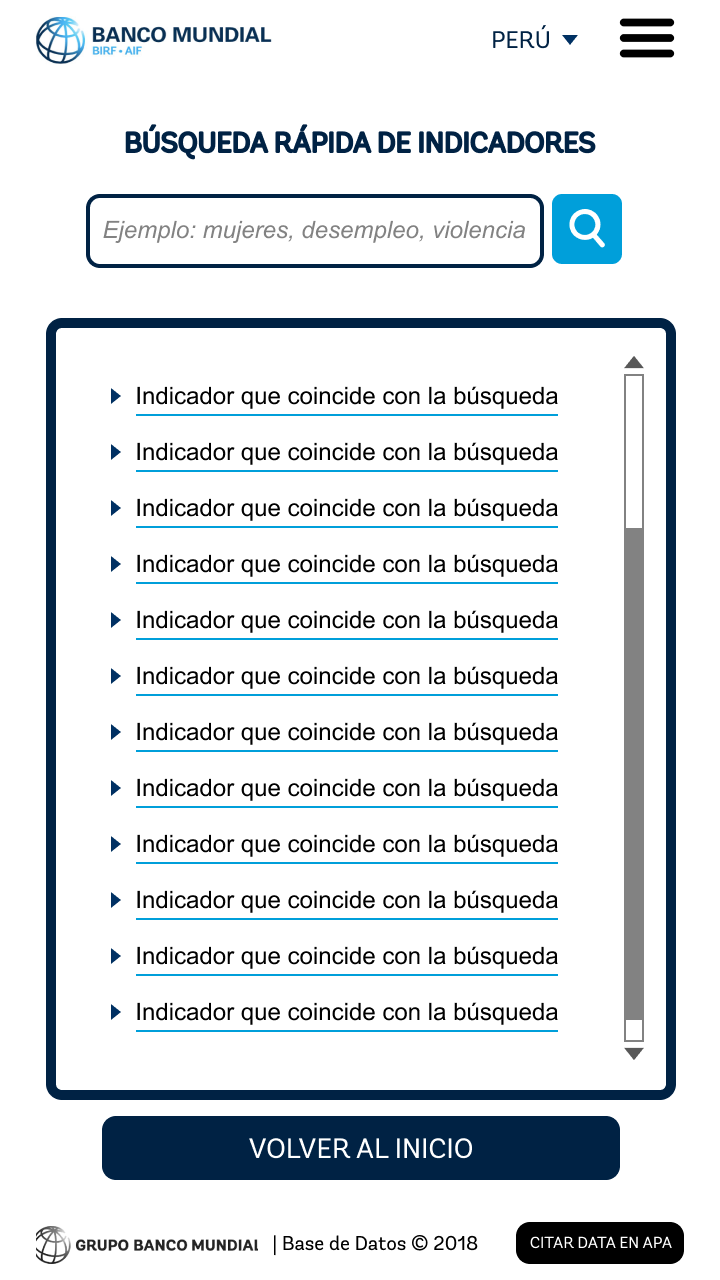 BANCO MUNDIAL
BIRF • AIF
PERÚ
BÚSQUEDA RÁPIDA DE INDICADORES
Ejemplo: mujeres, desempleo, violencia
Indicador que coincide con la búsqueda
Indicador que coincide con la búsqueda
Indicador que coincide con la búsqueda
Indicador que coincide con la búsqueda
Indicador que coincide con la búsqueda
Indicador que coincide con la búsqueda
Indicador que coincide con la búsqueda
Indicador que coincide con la búsqueda
Indicador que coincide con la búsqueda
Indicador que coincide con la búsqueda
Indicador que coincide con la búsqueda
Indicador que coincide con la búsqueda
VOLVER AL INICIO
GRUPO BANCO MUNDIAL | Base de Datos © 2018
CITAR DATA EN APA